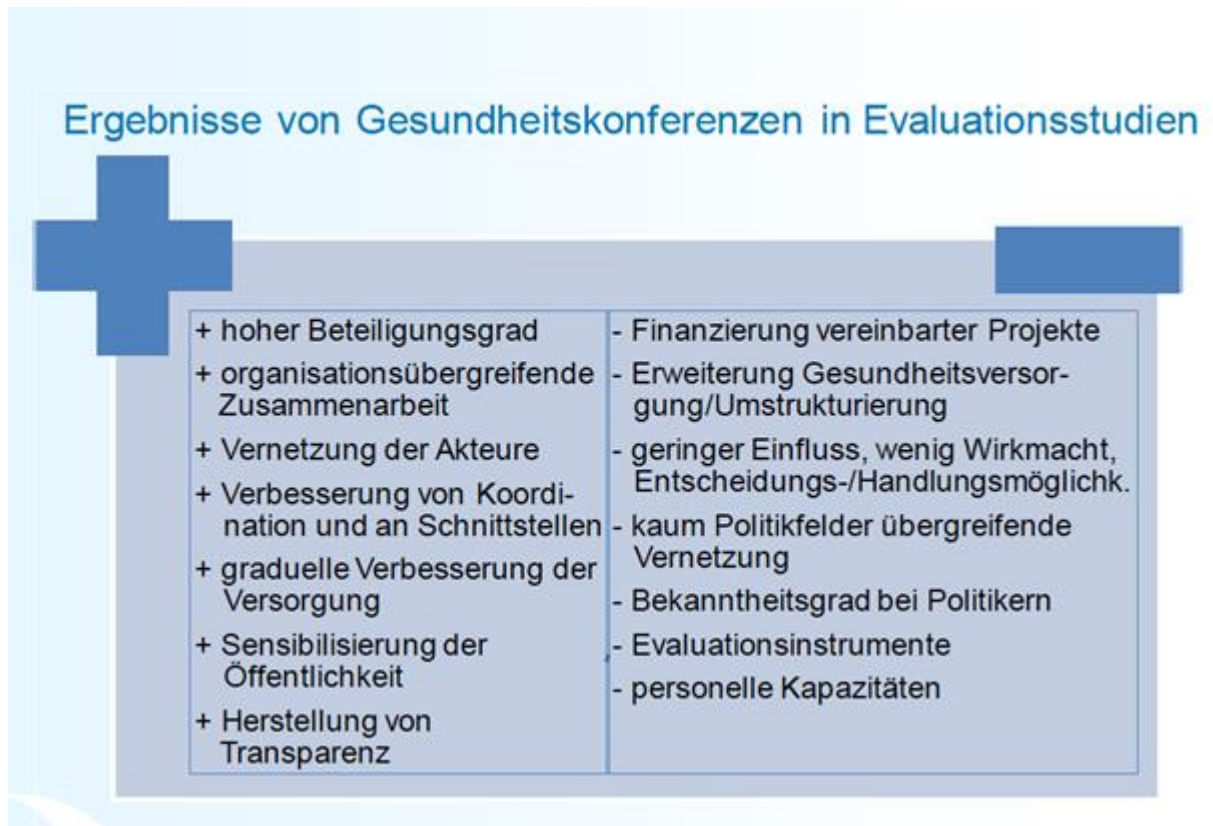 Ergebnisse von Gesundheitskonferenzen in Evaluationsstudien
+ hoher Beteiligungsgrad
+ organisationsübergreifende
Zusammenarbeit
+ Vernetzung der Akteure
+ Verbesserung von Koordi-
nation und an Schnittstellen
+ graduelle Verbesserung der
Versorgung
+ Sensibilisierung der
Öffentlichkeit
+ Herstellung von
Transparenz
- Finanzierung vereinbarter Projekte
- Erweiterung Gesundheitsversor-
gung/Umstrukturierung
- geringer Einfluss, wenig Wirkmacht,
Entscheidungs-/Handlungsmöglichk.
- kaum Politikfelder übergreifende
Vernetzung
- Bekanntheitsgrad bei Politikern
- Evaluationsinstrumente
- personelle Kapazitäten